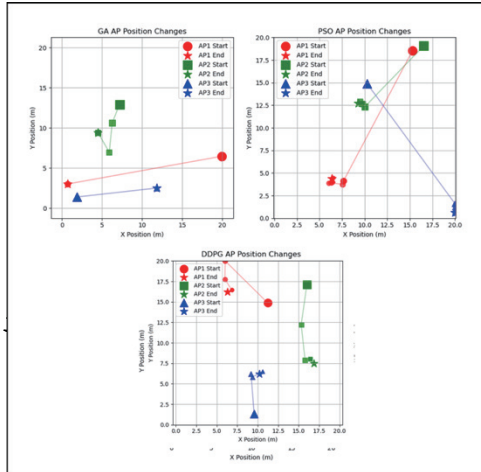 GA AP Position Changes
Y Position (m)
20
15
10
5
0
AP1 Start
AP1 End
AP2 Start
AP2 End
AP3 Start
AP3 End
0 5 10 15 20
X Position (m)
PSO AP Position Changes
Y Position (m)
20.0
17.5
15.0
12.5
10.0
7.5
5.0
2.5
0.0
AP1 Start
AP1 End
AP2 Start
AP2 End
AP3 Start
AP3 End
0.0 2.5 5.0 7.5 10.0 12.5 15.0 17.5 20.0
X Position (m)
DDPG AP Position Changes
Y Position (m)
Y Position (m)
20.0
17.5
15.0
12.5
10.0
7.5
5.0
2.5
0.0
AP1 Start
AP1 End
AP2 Start
AP2 End
AP3 Start
AP3 End
0.0 2.5 5.0 7.5 10.0 12.5 15.0 17.5 20.0
X Position (m)
X Position (m)